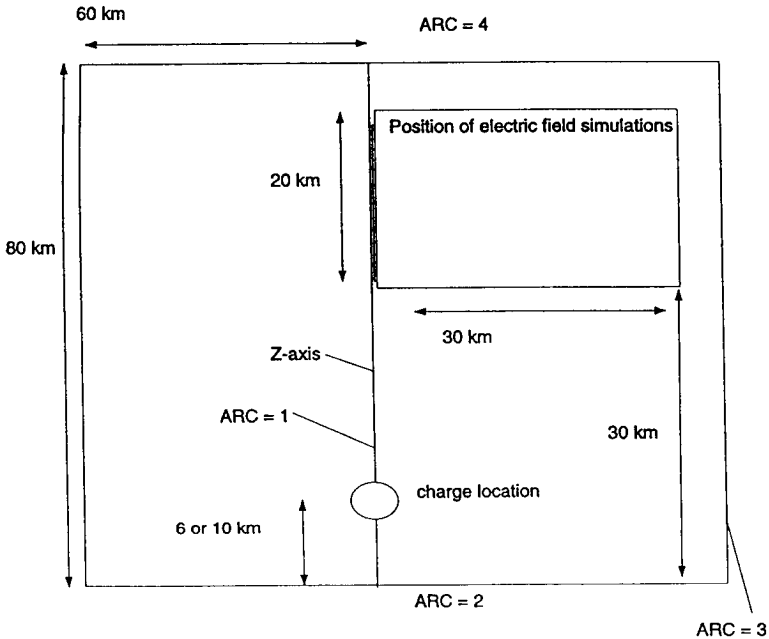 60 km
ARC = 4
Position of electric field simulations
20 km
80 km
30 km
Z-axis
ARC = 1
30 km
charge location
6 or 10 km
ARC = 2
ARC = 3